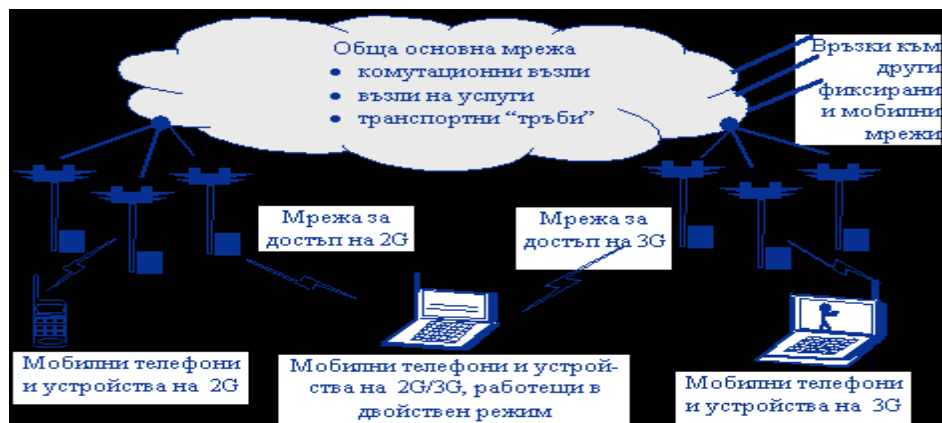 Обща основна мрежа
● комутационни възли
● възли на услуги
● транспортни “тръби”
Връзки към
други
фиксирани
и мобилни
мрежи
Мрежа за
достъп на 2G
Мрежа за
достъп на 3G
Мобилни телефони
и устройства на 2G
Мобилни телефони и устрой-
ства на 2G/3G, работещи в
двойствен режим
Мобилни телефони
и устройства на 3G